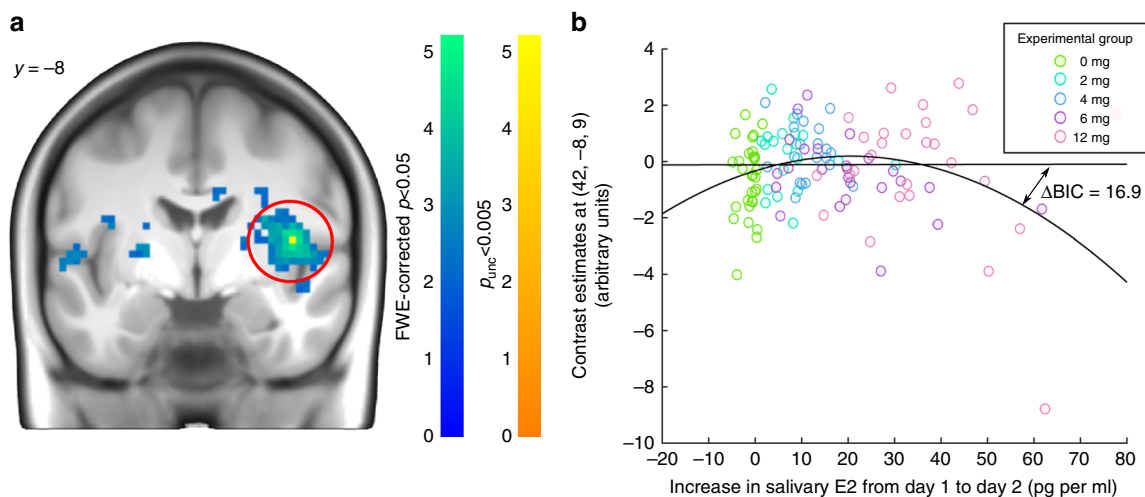 a
y = –8
5
4
3
2
1
0
FWE-corrected p<0.05
5
4
3
2
1
0
p_unc<0.005
b
4
2
0
–2
–4
–6
–8
–10
Contrast estimates at (42, –8, 9)
(arbitrary units)
Experimental group
0 mg
2 mg
4 mg
6 mg
12 mg
ΔBIC = 16.9
–20
–10
0
10
20
30
40
50
60
70
80
Increase in salivary E2 from day 1 to day 2 (pg per ml)